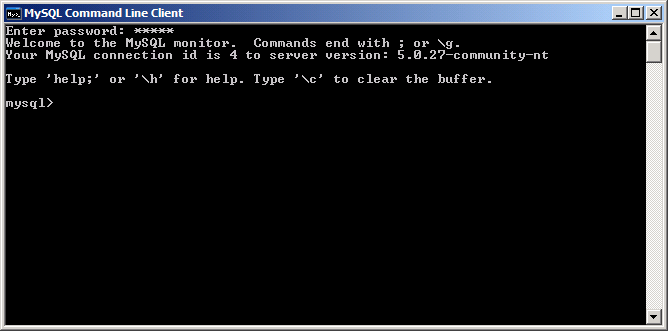 MySQL Command Line Client
Enter password: *****
Welcome to the MySQL monitor.  Commands end with ; or \g.
Your MySQL connection id is 4 to server version: 5.0.27-community-nt
Type 'help;' or '\h' for help. Type '\c' to clear the buffer.
mysql>